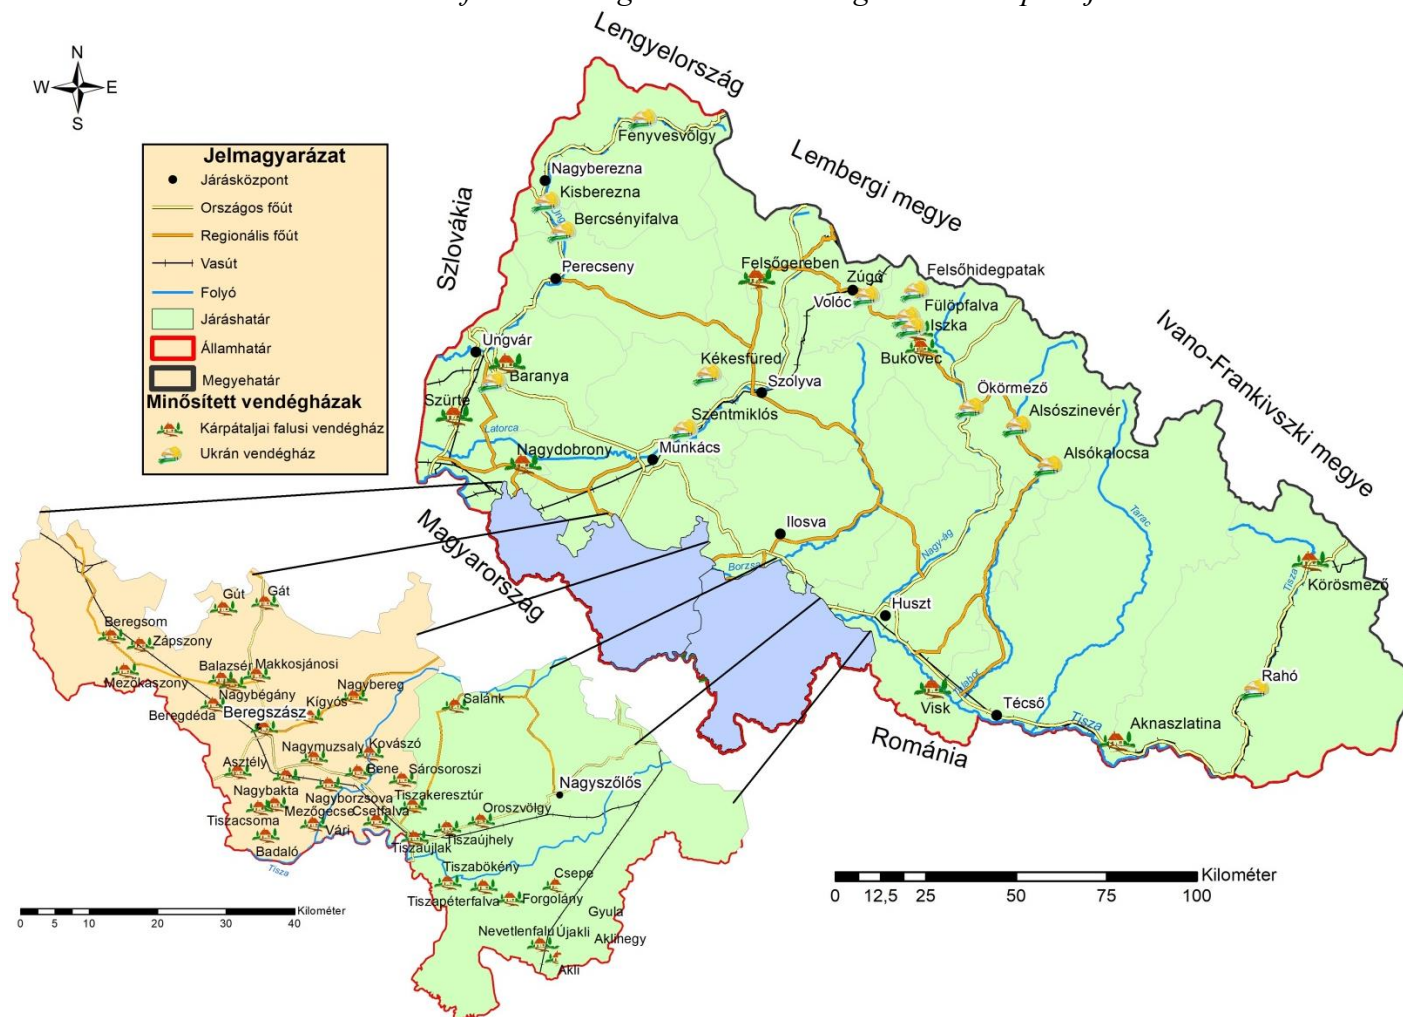 Lengyelország
Lembergi megye
Ivano-Frankivszki megye
Szlovákia
Magyarország
Románia
N
W
E
S
Jelmagyarázat
Járásközpont
Országos főút
Regionális főút
Vasút
Folyó
Járáshatár
Államhatár
Megyehatár
Minősített vendégházak
Kárpátaljai falusi vendégház
Ukrán vendégház
Fenyvesvölgy
Nagyberezna
Kisberezna
Ung
Bercsényifalva
Perecseny
Felsőgereben
Zúgó
Volóc
Felsőhidegpatak
Fülöpfalva
Iszka
Bukovec
Ungvár
Baranya
Kékesfüred
Szolyva
Ökörmező
Alsószinevér
Szürte
Latorca
Szentmiklós
Nagydobrony
Munkács
Alsókalocsa
Tarac
Ilosva
Borzsa
Nagy-ág
Tisza
Körösmező
Huszt
Talabor
Visk
Técső
Tisza
Aknaszlatina
Rahó
Gút
Gát
Beregsom
Zápszony
Mezőkaszony
Balazsér
Makkosjánosi
Nagybégány
Nagybereg
Beregdéda
Kígyós
Beregszász
Salánk
Asztély
Nagymuzsaly
Kovászó
Bene
Sárosoroszi
Nagybakta
Nagyborzsova
Tiszakeresztúr
Nagyszőlős
Mezőgecse
Csetfalva
Oroszvölgy
Tiszacsoma
Vári
Badaló
Tiszaújlak
Tiszaújhely
Tisza
Tiszabökény
Csepe
Tiszapéterfalva
Forgolány
Gyula
Nevetlenfalu
Újakli
Aklihegy
Akli
0 5 10 20 30 40 Kilométer
0 12,5 25 50 75 100 Kilométer